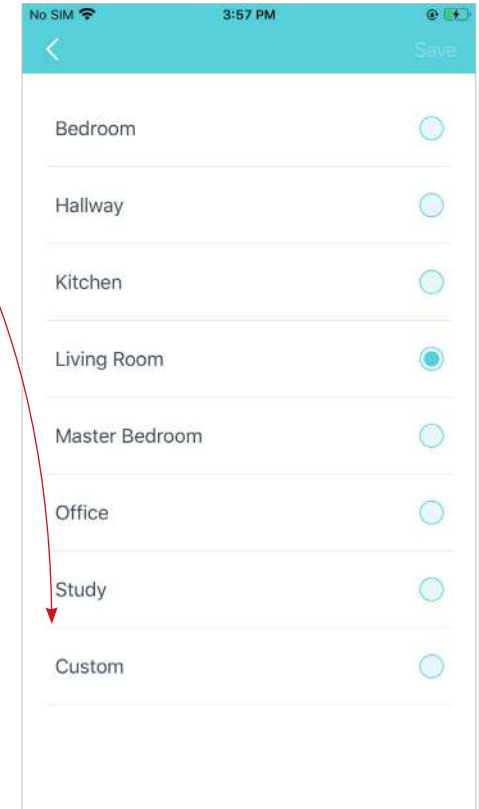 No SIM 3:57 PM
Save
Bedroom
Hallway
Kitchen
Living Room
Master Bedroom
Office
Study
Custom